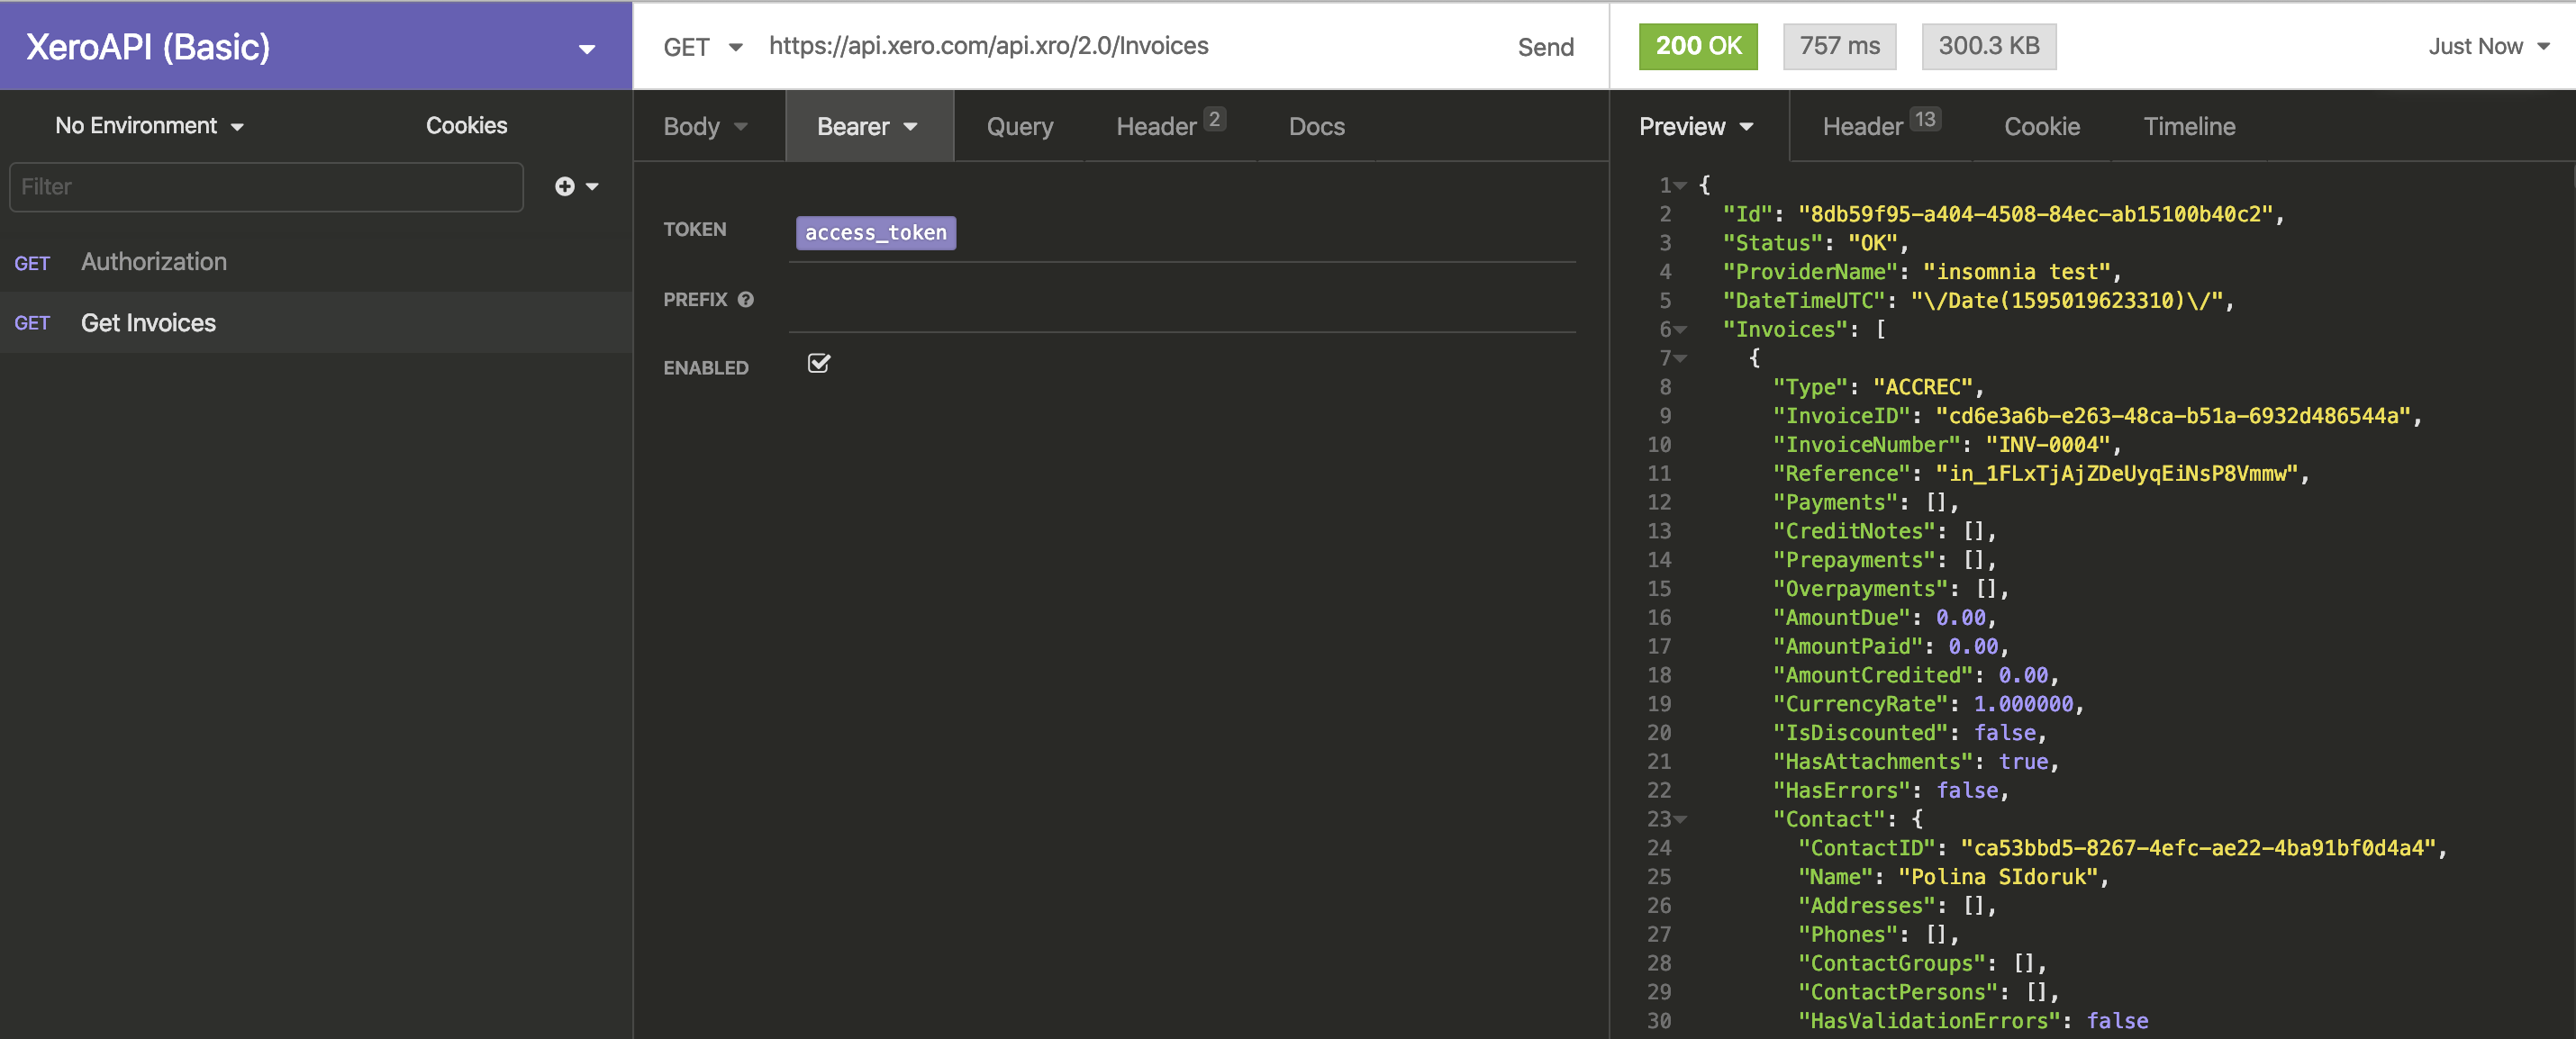 XeroAPI (Basic)
No Environment Cookies
Filter
GET Authorization
GET Get Invoices
GET https://api.xero.com/api.xro/2.0/Invoices Send
Body Bearer Query Header 2 Docs
TOKEN access_token
PREFIX ?
ENABLED
200 OK 757 ms 300.3 KB Just Now
Preview Header 13 Cookie Timeline
1 {
2 "Id": "8db59f95-a404-4508-84ec-ab15100b40c2",
3 "Status": "OK",
4 "ProviderName": "insomnia test",
5 "DateTimeUTC": "\/Date(1595019623310)\/",
6 "Invoices": [
7 {
8 "Type": "ACCREC",
9 "InvoiceID": "cd6e3a6b-e263-48ca-b51a-6932d486544a",
10 "InvoiceNumber": "INV-0004",
11 "Reference": "in_1FLxTjAjZDeUyqEiNsP8Vmmw",
12 "Payments": [],
13 "CreditNotes": [],
14 "Prepayments": [],
15 "Overpayments": [],
16 "AmountDue": 0.00,
17 "AmountPaid": 0.00,
18 "AmountCredited": 0.00,
19 "CurrencyRate": 1.000000,
20 "IsDiscounted": false,
21 "HasAttachments": true,
22 "HasErrors": false,
23 "Contact": {
24 "ContactID": "ca53bbd5-8267-4efc-ae22-4ba91bf0d4a4",
25 "Name": "Polina SIdoruk",
26 "Addresses": [],
27 "Phones": [],
28 "ContactGroups": [],
29 "ContactPersons": [],
30 "HasValidationErrors": false